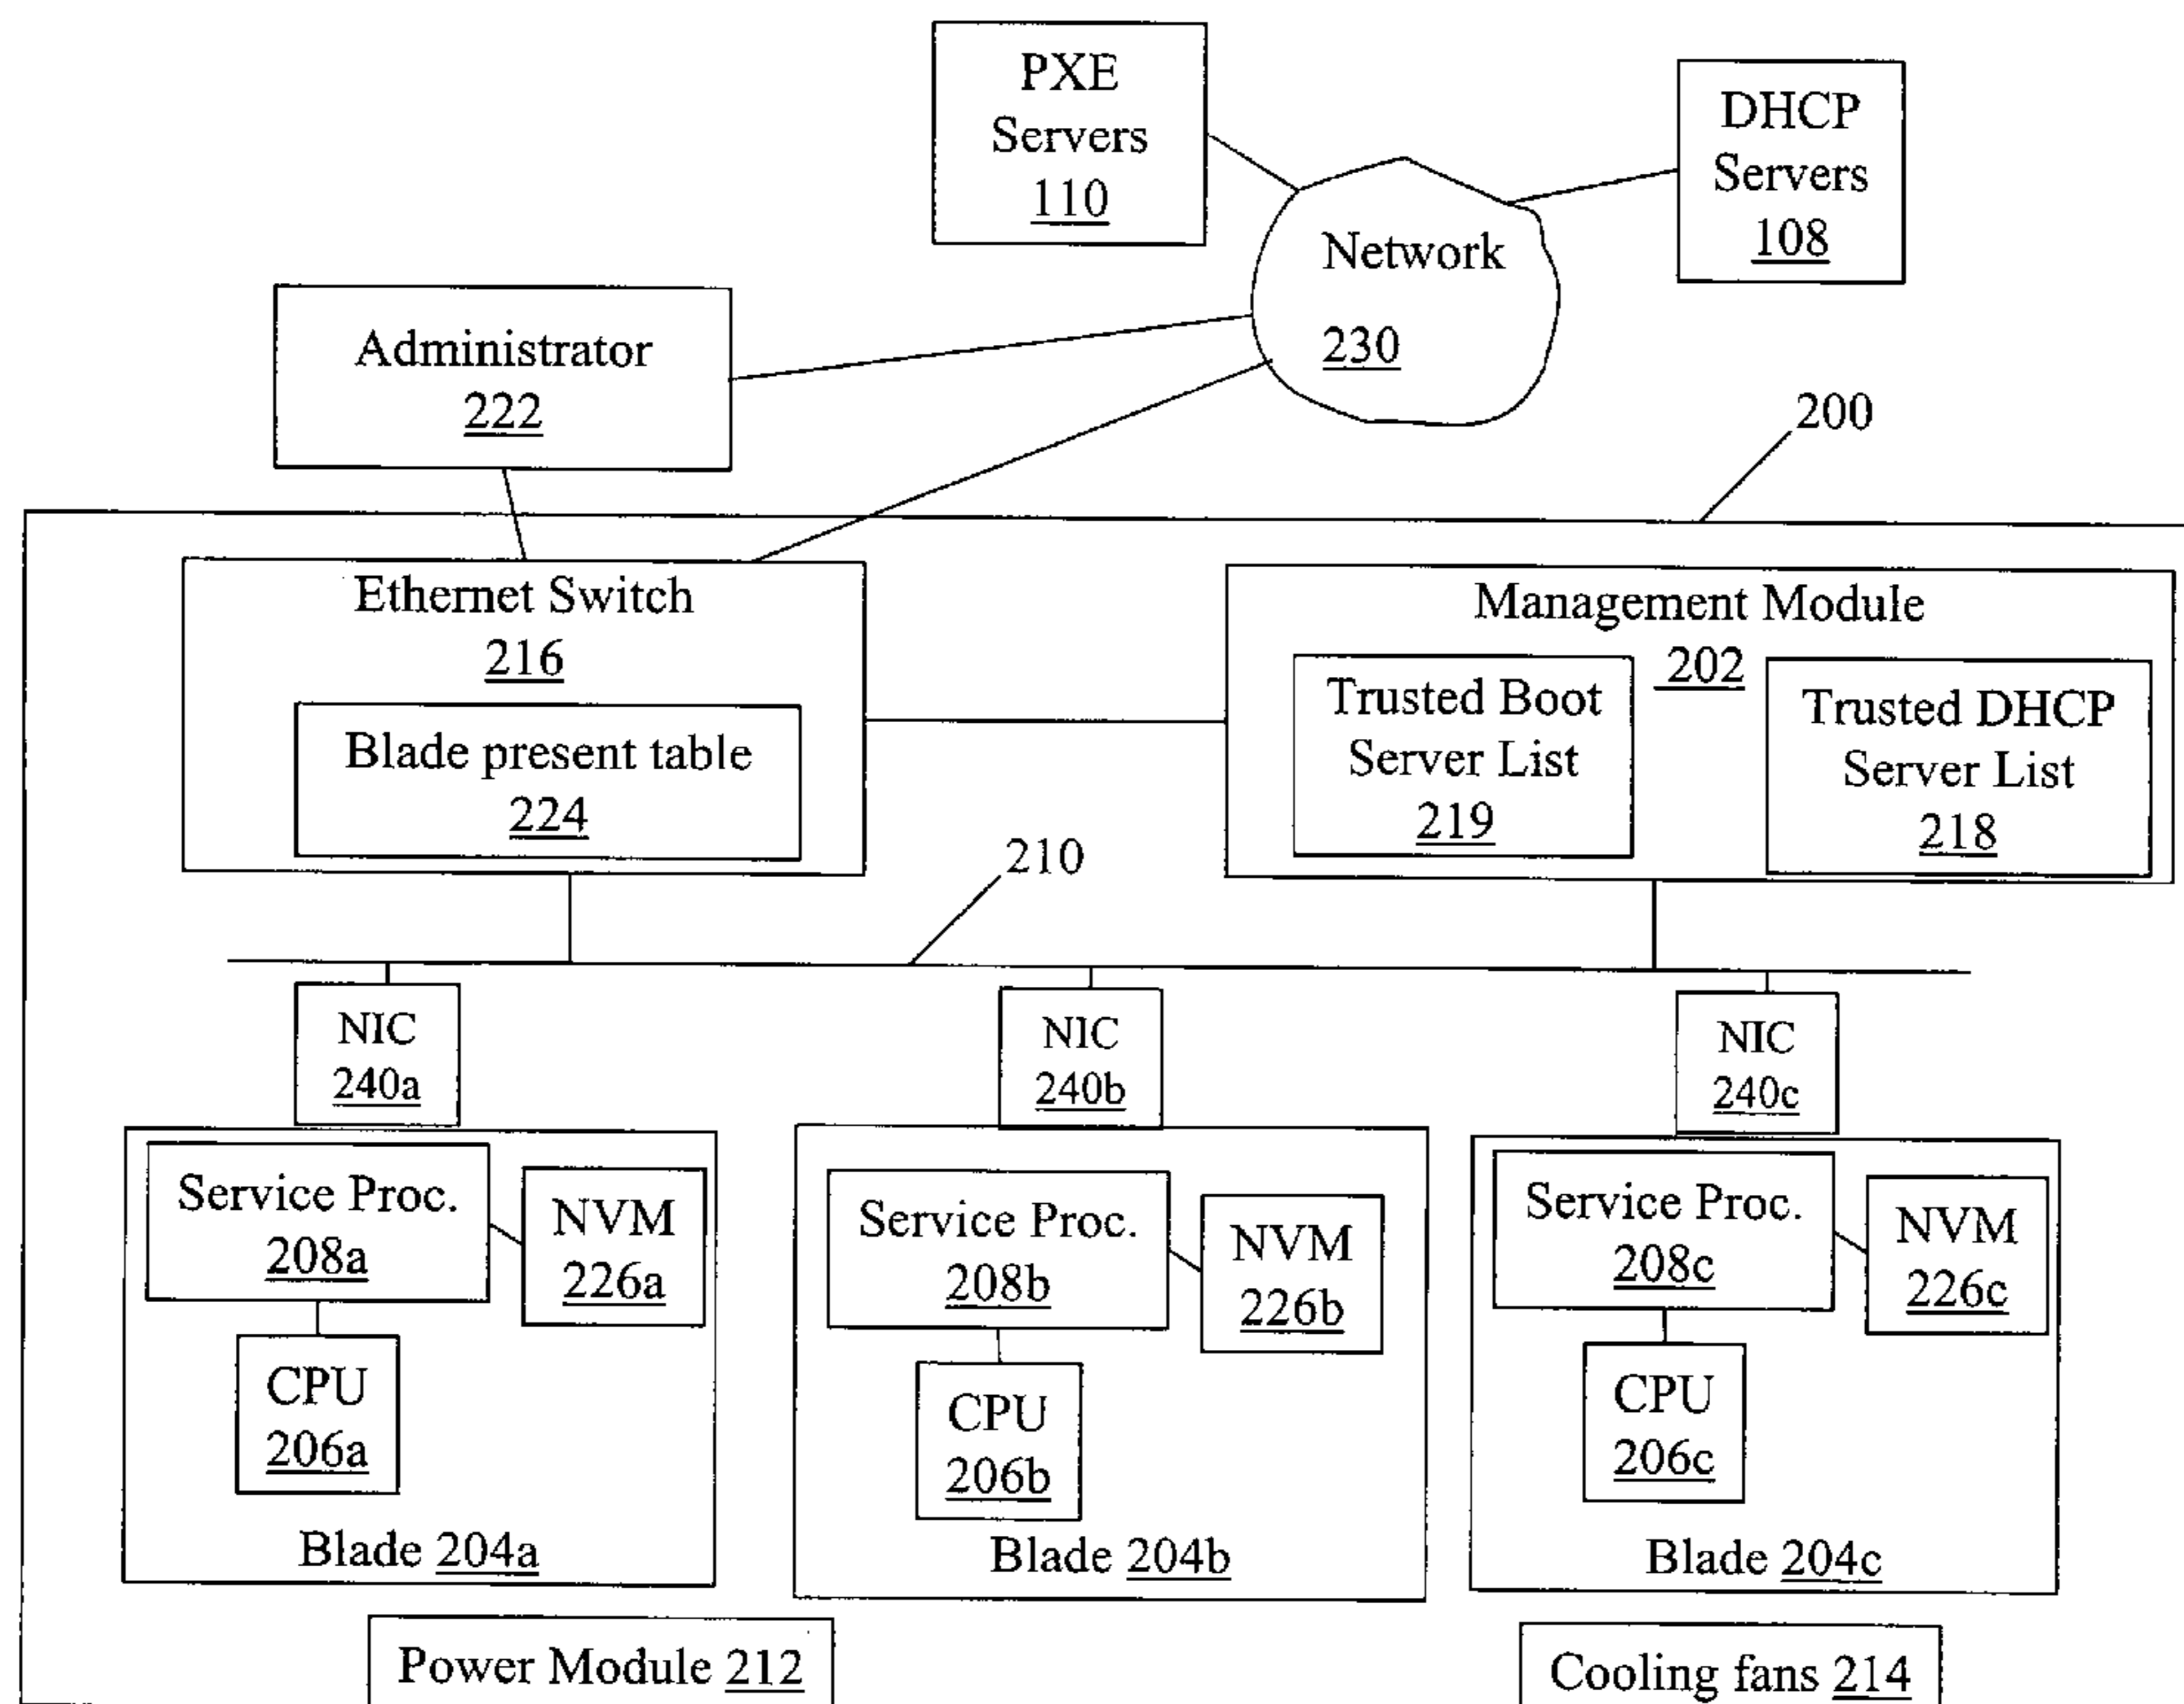 PXE
Servers
110
DHCP
Servers
108
Network
230
Administrator
222
200
Ethernet Switch
216
Blade present table
224
Management Module
202
Trusted Boot
Server List
219
Trusted DHCP
Server List
218
210
NIC
240a
NIC
240b
NIC
240c
Service Proc.
208a
NVM
226a
CPU
206a
Blade 204a
Service Proc.
208b
NVM
226b
CPU
206b
Blade 204b
Service Proc.
208c
NVM
226c
CPU
206c
Blade 204c
Power Module 212
Cooling fans 214